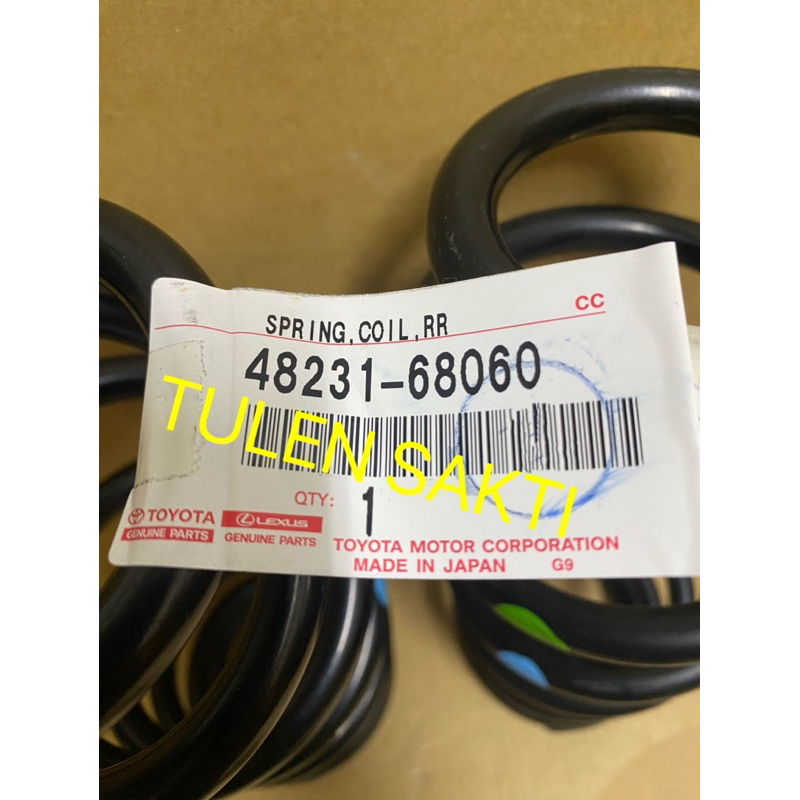 CC
SPRING,COIL,RR
48231-68060
TULEN SAKTI
QTY: 1
TOYOTA
GENUINE PARTS
LEXUS
GENUINE PARTS
TOYOTA MOTOR CORPORATION
MADE IN JAPAN G9